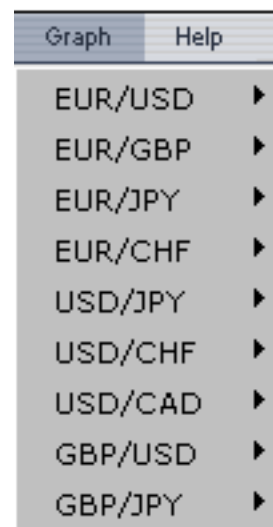 Graph Help
EUR/USD
EUR/GBP
EUR/JPY
EUR/CHF
USD/JPY
USD/CHF
USD/CAD
GBP/USD
GBP/JPY